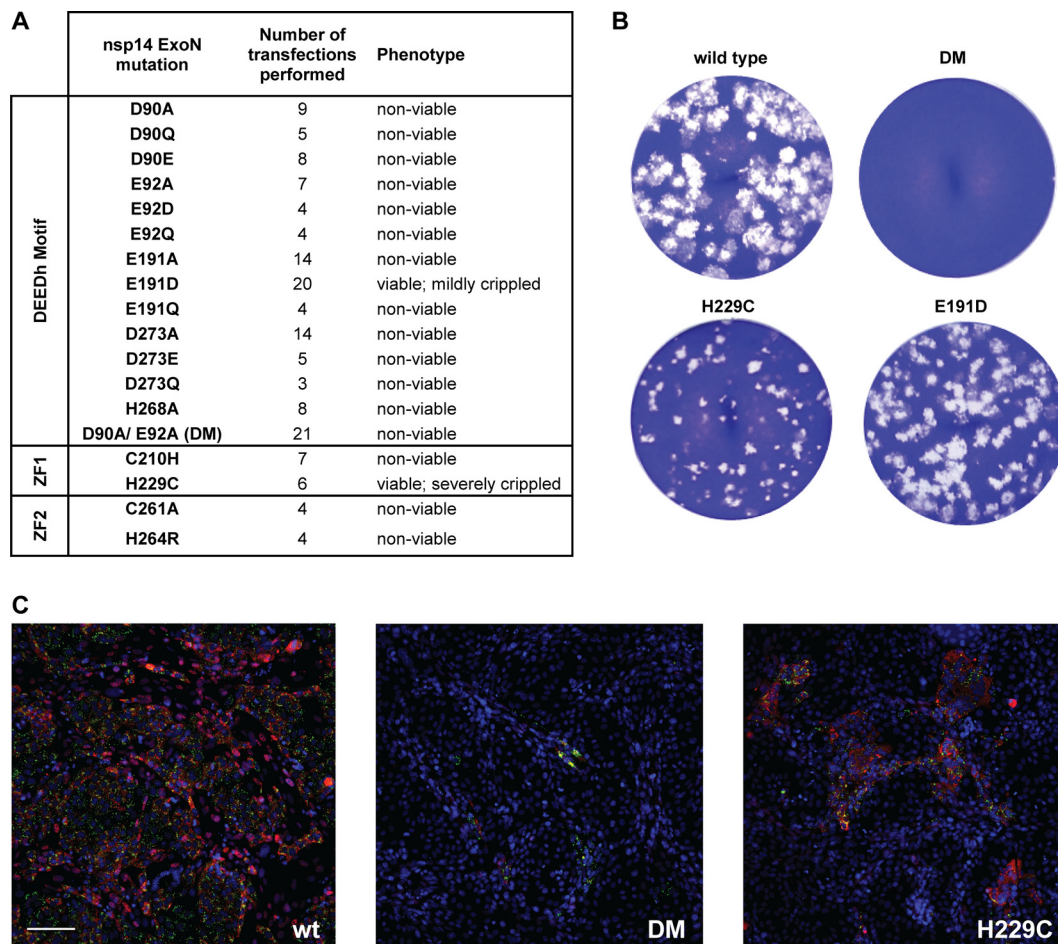 A
nsp14 ExoN mutation
Number of transfections performed
Phenotype
DEEDh Motif
D90A 9 non-viable
D90Q 5 non-viable
D90E 8 non-viable
E92A 7 non-viable
E92D 4 non-viable
E92Q 4 non-viable
E191A 14 non-viable
E191D 20 viable; mildly crippled
E191Q 4 non-viable
D273A 14 non-viable
D273E 5 non-viable
D273Q 3 non-viable
H268A 8 non-viable
D90A/ E92A (DM) 21 non-viable
ZF1
C210H 7 non-viable
H229C 6 viable; severely crippled
ZF2
C261A 4 non-viable
H264R 4 non-viable
B
wild type
DM
H229C
E191D
C
wt
DM
H229C